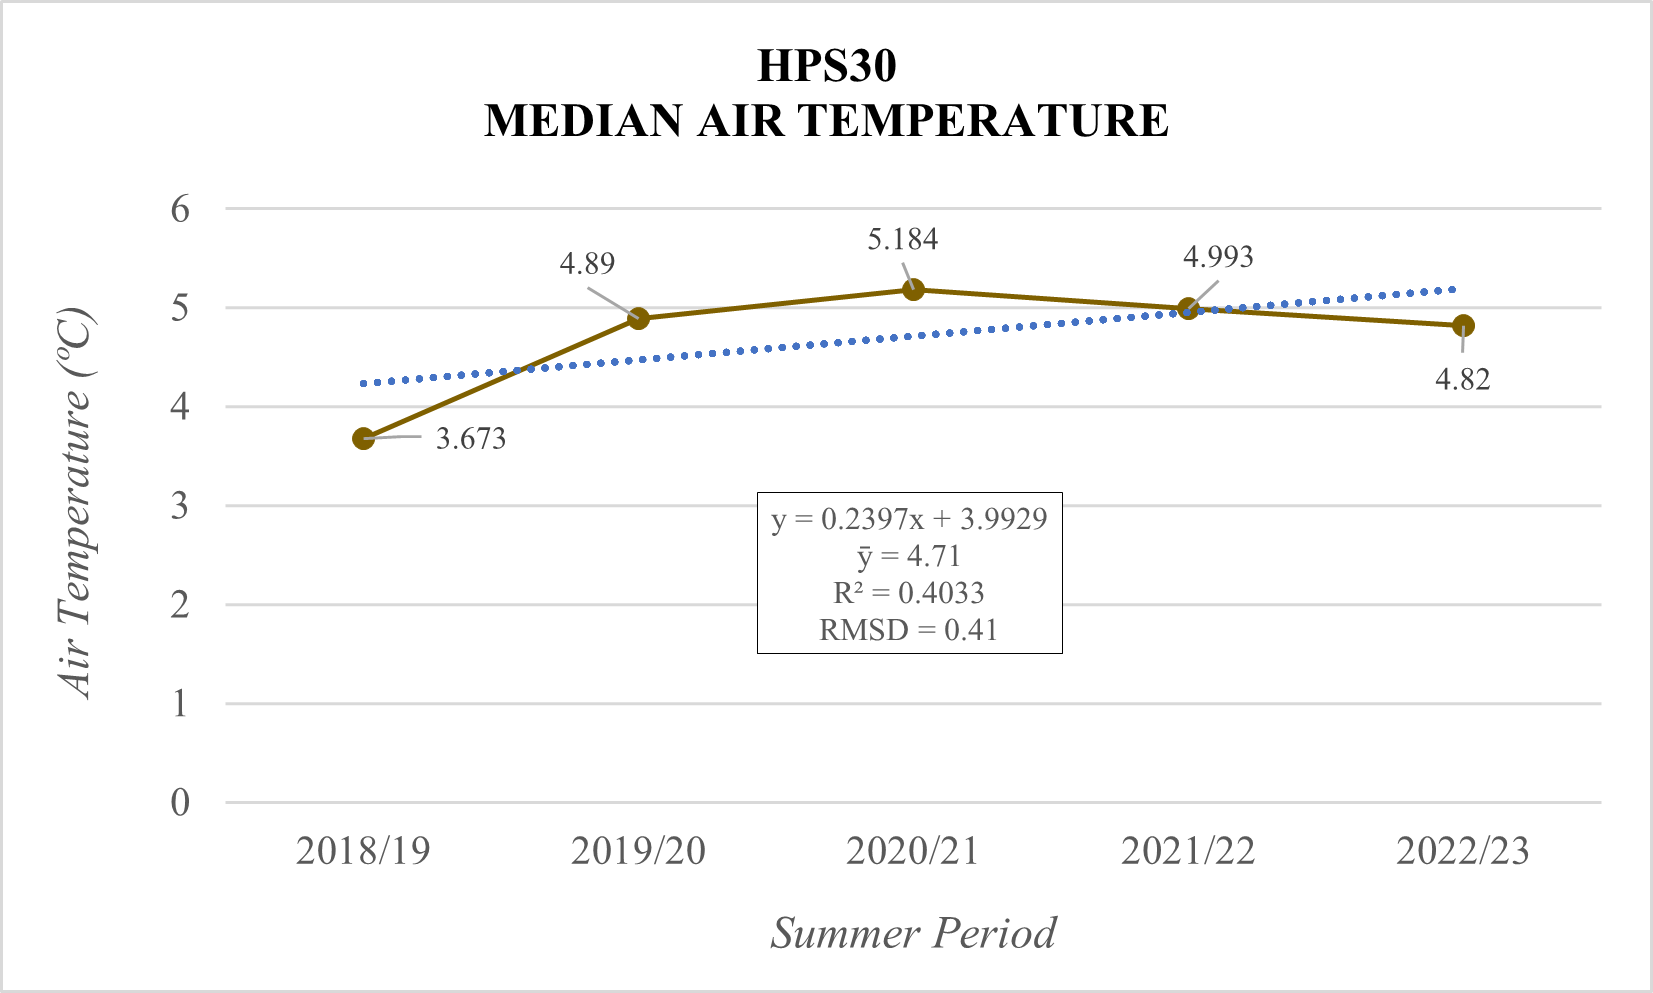 HPS30
MEDIAN AIR TEMPERATURE
Air Temperature (ºC)
6
5
4
3
2
1
0
3.673
4.89
5.184
4.993
4.82
y = 0.2397x + 3.9929
ȳ = 4.71
R² = 0.4033
RMSD = 0.41
2018/19
2019/20
2020/21
2021/22
2022/23
Summer Period